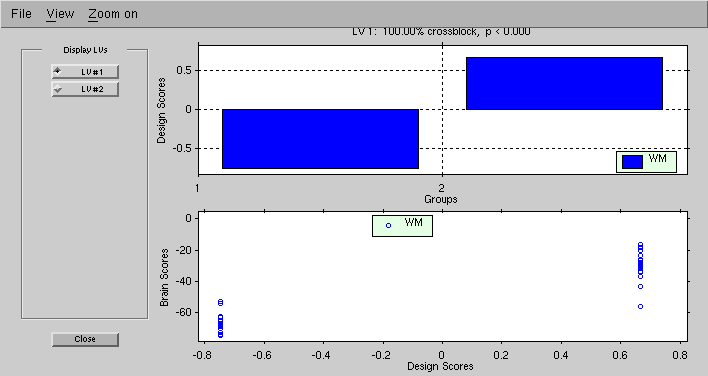 File View Zoom on
Display LVs
LV #1
LV #2
Close
LV 1: 100.00% crossblock, p < 0.000
Design Scores
0.5
0
-0.5
WM
1 2
Groups
Brain Scores
0
-20
-40
-60
WM
-0.8 -0.6 -0.4 -0.2 0 0.2 0.4 0.6 0.8
Design Scores